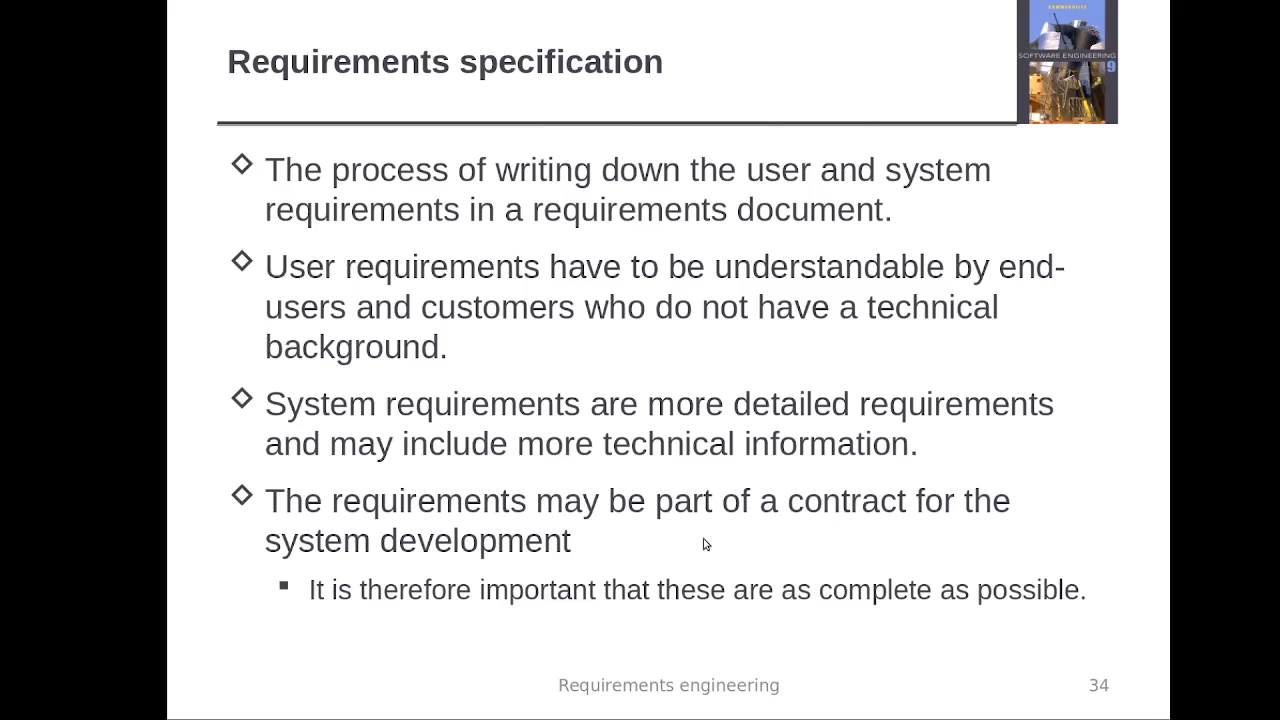 SOFTWARE ENGINEERING
9
Requirements specification
The process of writing down the user and system
requirements in a requirements document.
User requirements have to be understandable by end-
users and customers who do not have a technical
background.
System requirements are more detailed requirements
and may include more technical information.
The requirements may be part of a contract for the
system development
It is therefore important that these are as complete as possible.
Requirements engineering
34